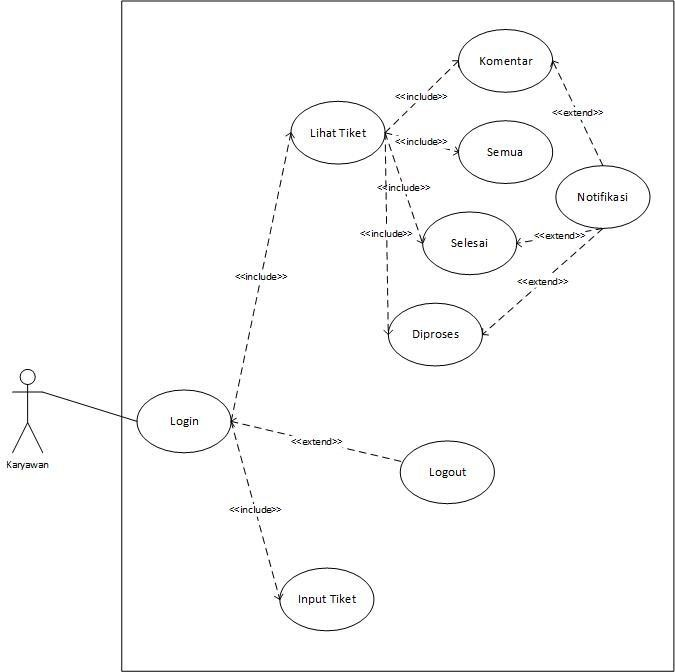 Komentar
<<include>>
<<extend>>
Lihat Tiket
<<include>>
Semua
<<include>>
Notifikasi
<<include>>
<<extend>>
Selesai
<<include>>
<<extend>>
Diproses
Login
<<extend>>
Karyawan
Logout
<<include>>
Input Tiket